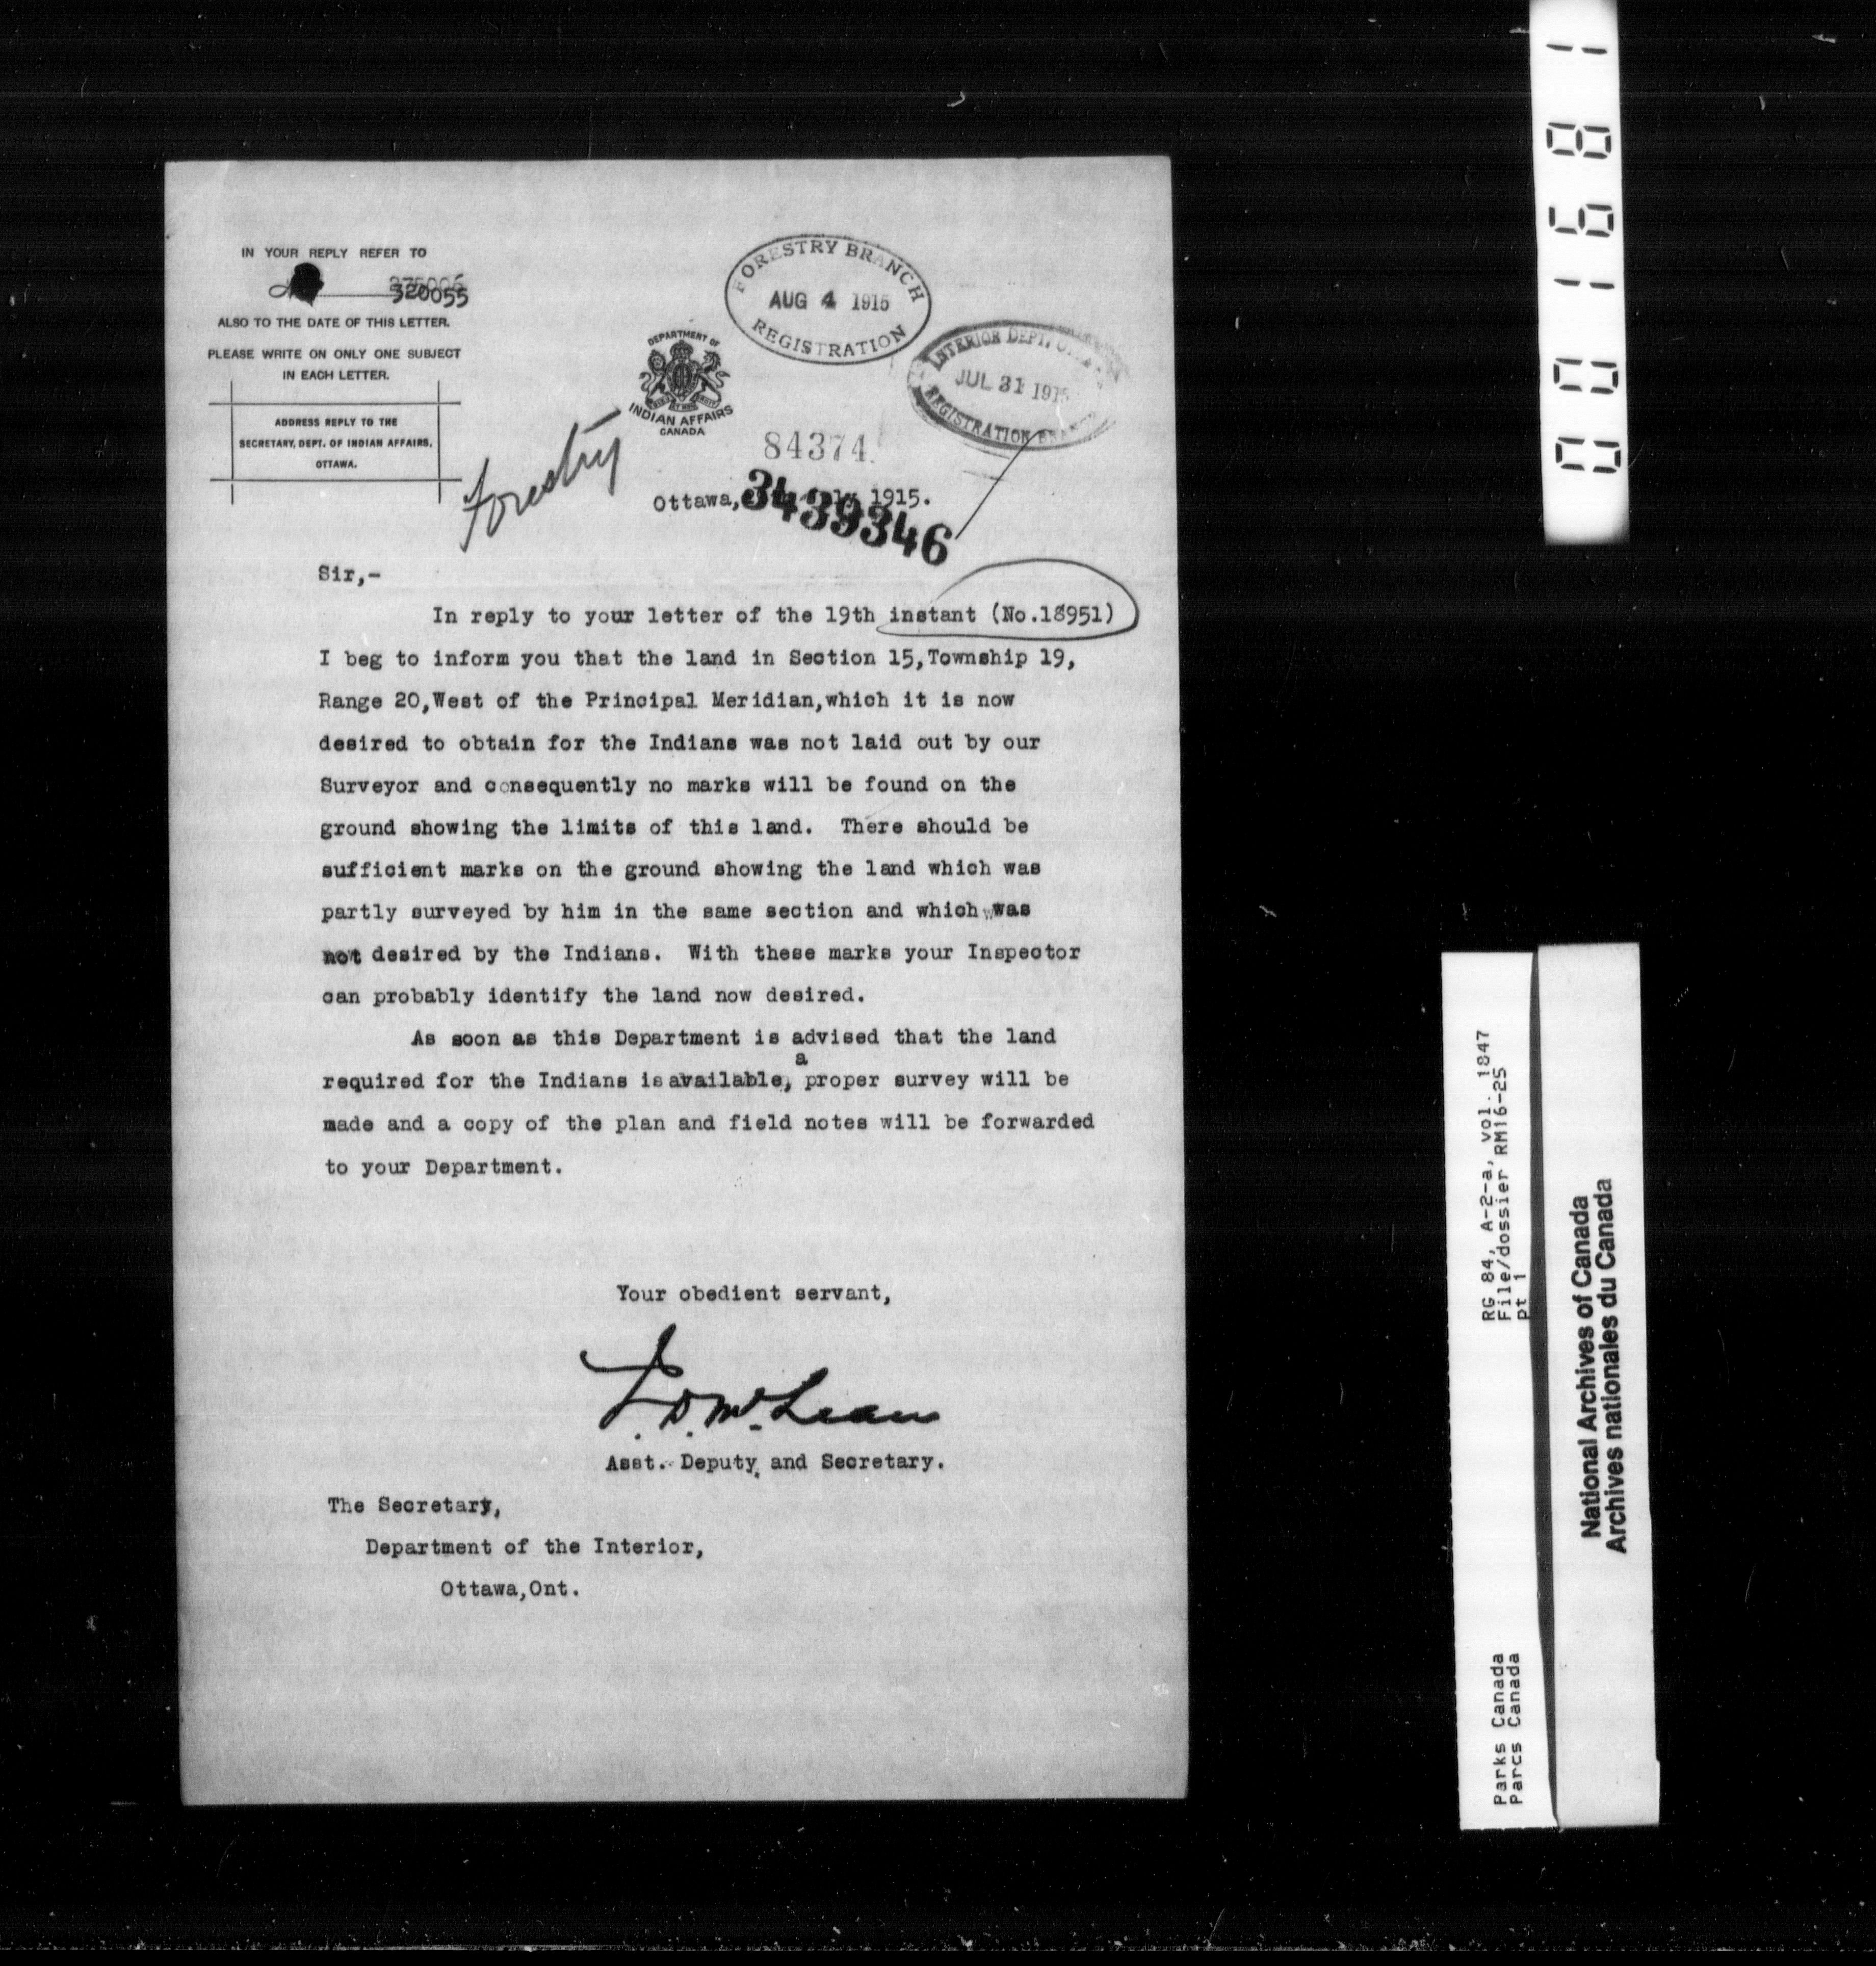 IN YOUR REPLY REFER TO
320055
ALSO TO THE DATE OF THIS LETTER.
PLEASE WRITE ON ONLY ONE SUBJECT
IN EACH LETTER.
ADDRESS REPLY TO THE
SECRETARY, DEPT. OF INDIAN AFFAIRS,
OTTAWA.
FORESTRY BRANCH
AUG 4 1915
REGISTRATION
DEPARTMENT OF
INDIAN AFFAIRS
CANADA
INTERIOR DEPT.
JUL 31 1915
REGISTRATION
Forestry
84374
Ottawa, 1915.
3439346
Sir,-
In reply to your letter of the 19th instant (No.18951)
I beg to inform you that the land in Section 15,Township 19,
Range 20,West of the Principal Meridian,which it is now
desired to obtain for the Indians was not laid out by our
Surveyor and consequently no marks will be found on the
ground showing the limits of this land. There should be
sufficient marks on the ground showing the land which was
partly surveyed by him in the same section and which was
not desired by the Indians. With these marks your Inspector
can probably identify the land now desired.
As soon as this Department is advised that the land
required for the Indians is available, a proper survey will be
made and a copy of the plan and field notes will be forwarded
to your Department.
Your obedient servant,
J.D. McLean
Asst. Deputy and Secretary.
The Secretary,
Department of the Interior,
Ottawa,Ont.
001681
RG 84, A-2-a, vol. 1847
File/dossier RM16-25
pt 1
Parks Canada
Parcs Canada
National Archives of Canada
Archives nationales du Canada